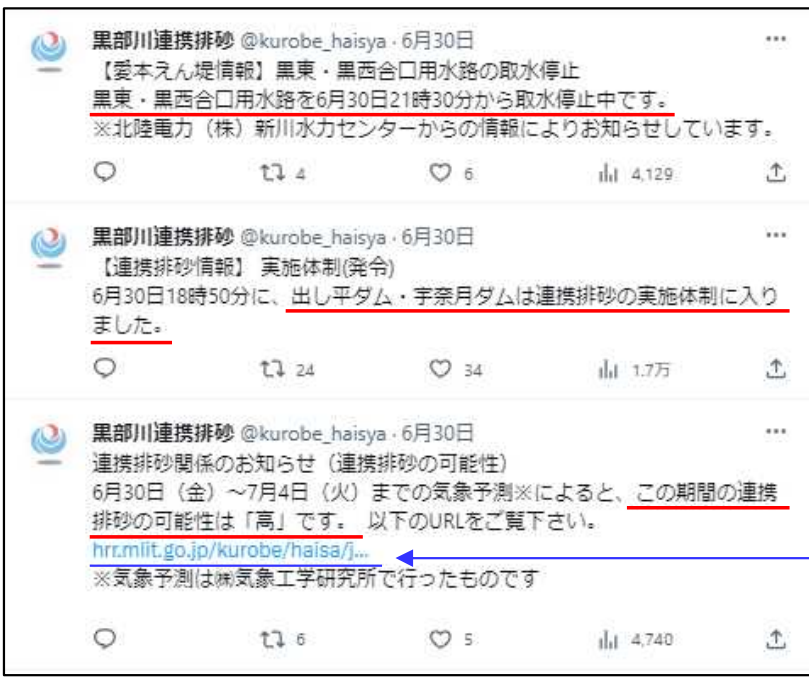 黒部川連携排砂 @kurobe_haisya · 6月30日
【愛本えん堤情報】黒東・黒西合口用水路の取水停止
黒東・黒西合口用水路を6月30日21時30分から取水停止中です。
※北陸電力（株）新川水力センターからの情報によりお知らせしています。
4 6 4,129
黒部川連携排砂 @kurobe_haisya · 6月30日
【連携排砂情報】 実施体制(発令)
6月30日18時50分に、出し平ダム・宇奈月ダムは連携排砂の実施体制に入り
ました。
24 34 1.7万
黒部川連携排砂 @kurobe_haisya · 6月30日
連携排砂関係のお知らせ（連携排砂の可能性）
6月30日（金）～7月4日（火）までの気象予測※によると、この期間の連携
排砂の可能性は「高」です。 以下のURLをご覧下さい。
hrr.mlit.go.jp/kurobe/haisa/j...
※気象予測は㈱気象工学研究所で行ったものです
6 5 4,740